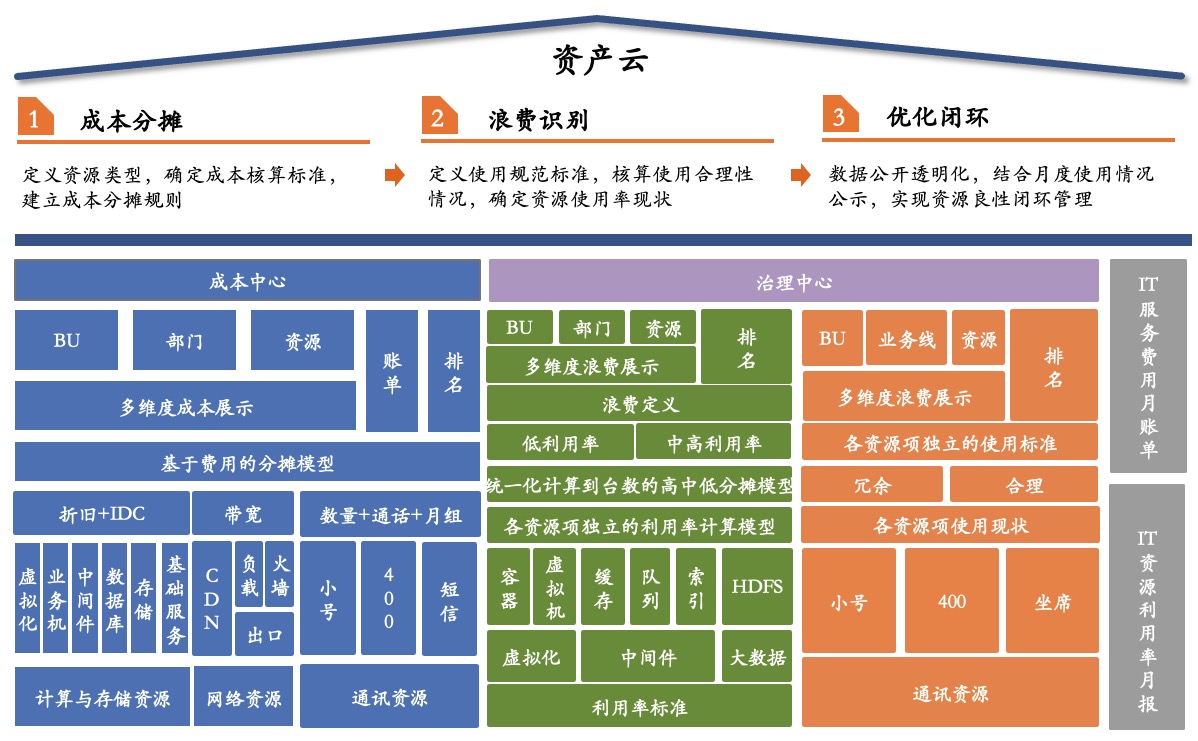 资产云
1 成本分摊
定义资源类型，确定成本核算标准，
建立成本分摊规则
2 浪费识别
定义使用规范标准，核算使用合理性
情况，确定资源使用率现状
3 优化闭环
数据公开透明化，结合月度使用情况
公示，实现资源良性闭环管理
成本中心
BU
部门
资源
账单
排名
多维度成本展示
基于费用的分摊模型
折旧+IDC
带宽
数量+通话+月组
虚拟化
业务机
中间件
数据库
存储
基础服务
CDN
负载
火墙
出口
小号
400
短信
计算与存储资源
网络资源
通讯资源
治理中心
BU
部门
资源
排名
多维度浪费展示
浪费定义
低利用率
中高利用率
统一化计算到台数的高中低分摊模型
各资源项独立的利用率计算模型
容器
虚拟机
缓存
队列
索引
HDFS
虚拟化
中间件
大数据
利用率标准
BU
业务线
资源
排名
多维度浪费展示
各资源项独立的使用标准
冗余
合理
各资源项使用现状
小号
400
坐席
通讯资源
IT服务费用月账单
IT资源利用率月报